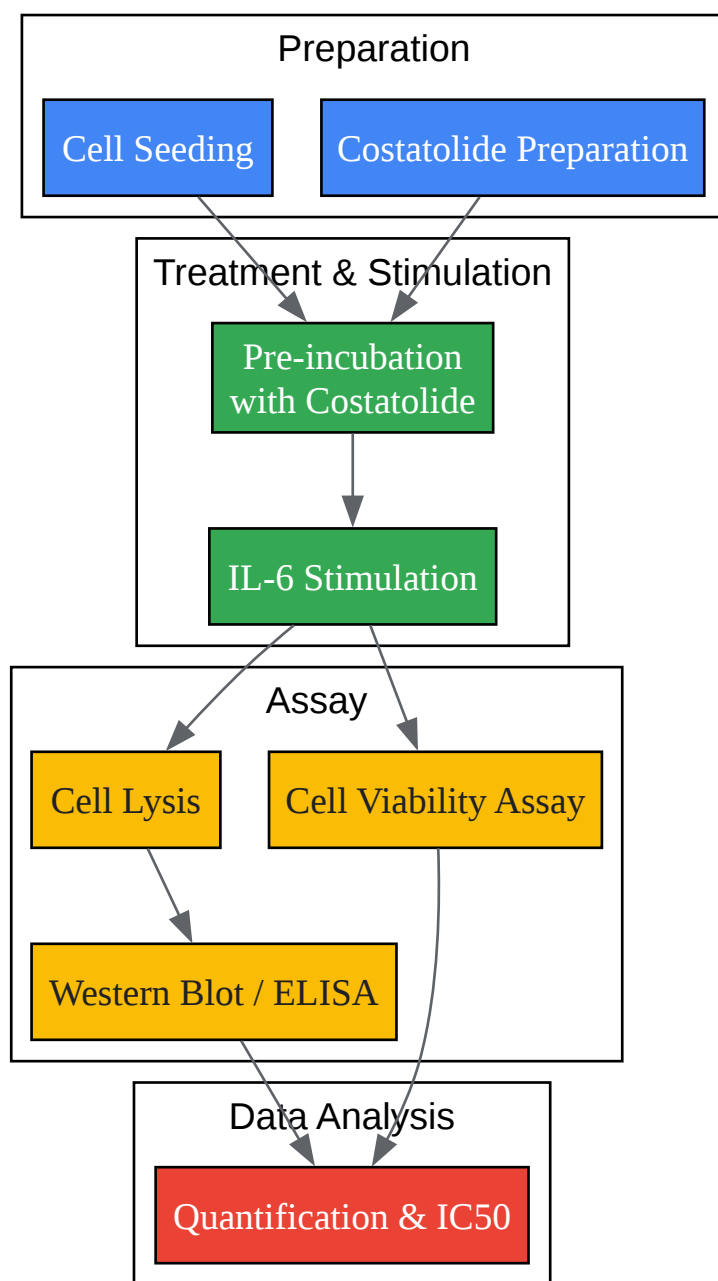 Preparation
Cell Seeding
Costatolide Preparation
Treatment & Stimulation
Pre-incubation
with Costatolide
IL-6 Stimulation
Assay
Cell Lysis
Cell Viability Assay
Western Blot / ELISA
Data Analysis
Quantification & IC50